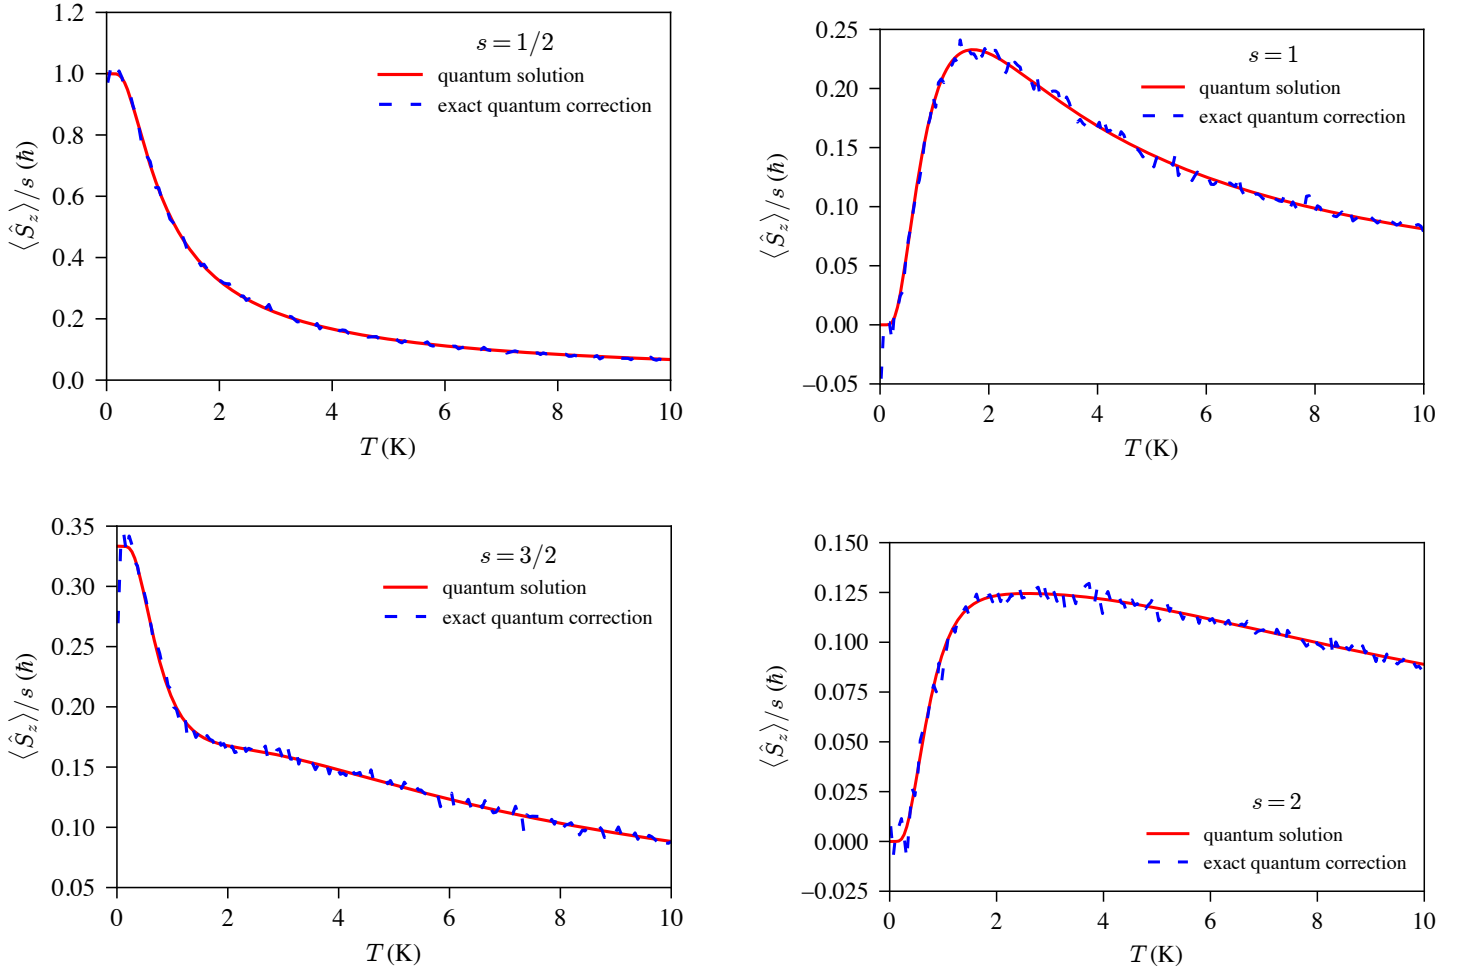 1.2
1.0
0.8
0.6
0.4
0.2
0.0
⟨Ŝz⟩/s (ħ)
s = 1/2
quantum solution
exact quantum correction
0 2 4 6 8 10
T (K)
0.25
0.20
0.15
0.10
0.05
0.00
−0.05
⟨Ŝz⟩/s (ħ)
s = 1
quantum solution
exact quantum correction
0 2 4 6 8 10
T (K)
0.35
0.30
0.25
0.20
0.15
0.10
0.05
⟨Ŝz⟩/s (ħ)
s = 3/2
quantum solution
exact quantum correction
0 2 4 6 8 10
T (K)
0.150
0.125
0.100
0.075
0.050
0.025
0.000
−0.025
⟨Ŝz⟩/s (ħ)
s = 2
quantum solution
exact quantum correction
0 2 4 6 8 10
T (K)